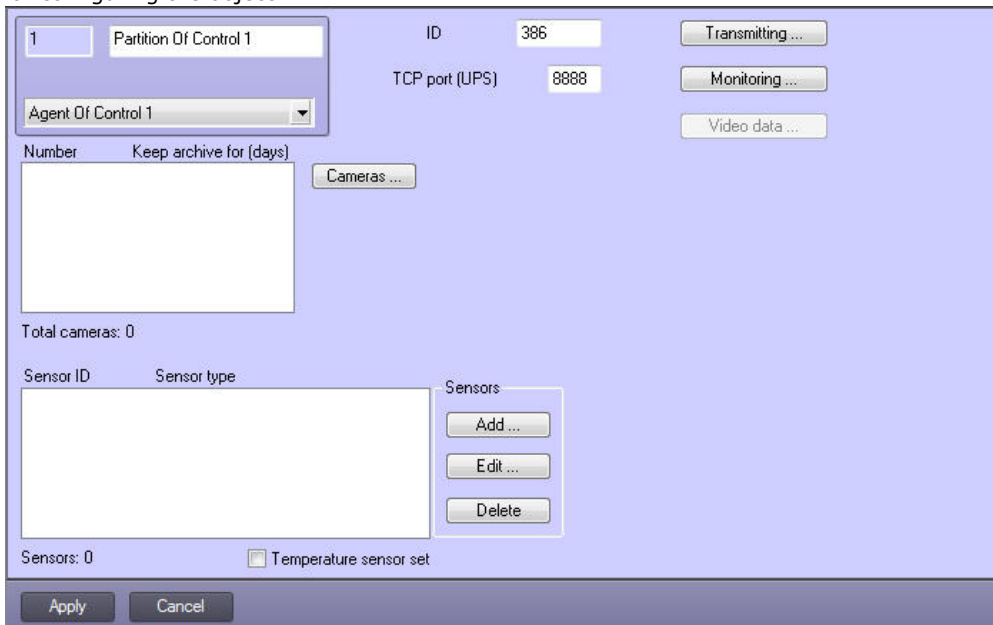 1 Partition Of Control 1 ID 386 Transmitting ...
TCP port (UPS) 8888 Monitoring ...
Agent Of Control 1 Video data ...
Number Keep archive for (days)
Cameras ...
Total cameras: 0
Sensor ID Sensor type
Sensors
Add ...
Edit ...
Delete
Sensors: 0 Temperature sensor set
Apply Cancel